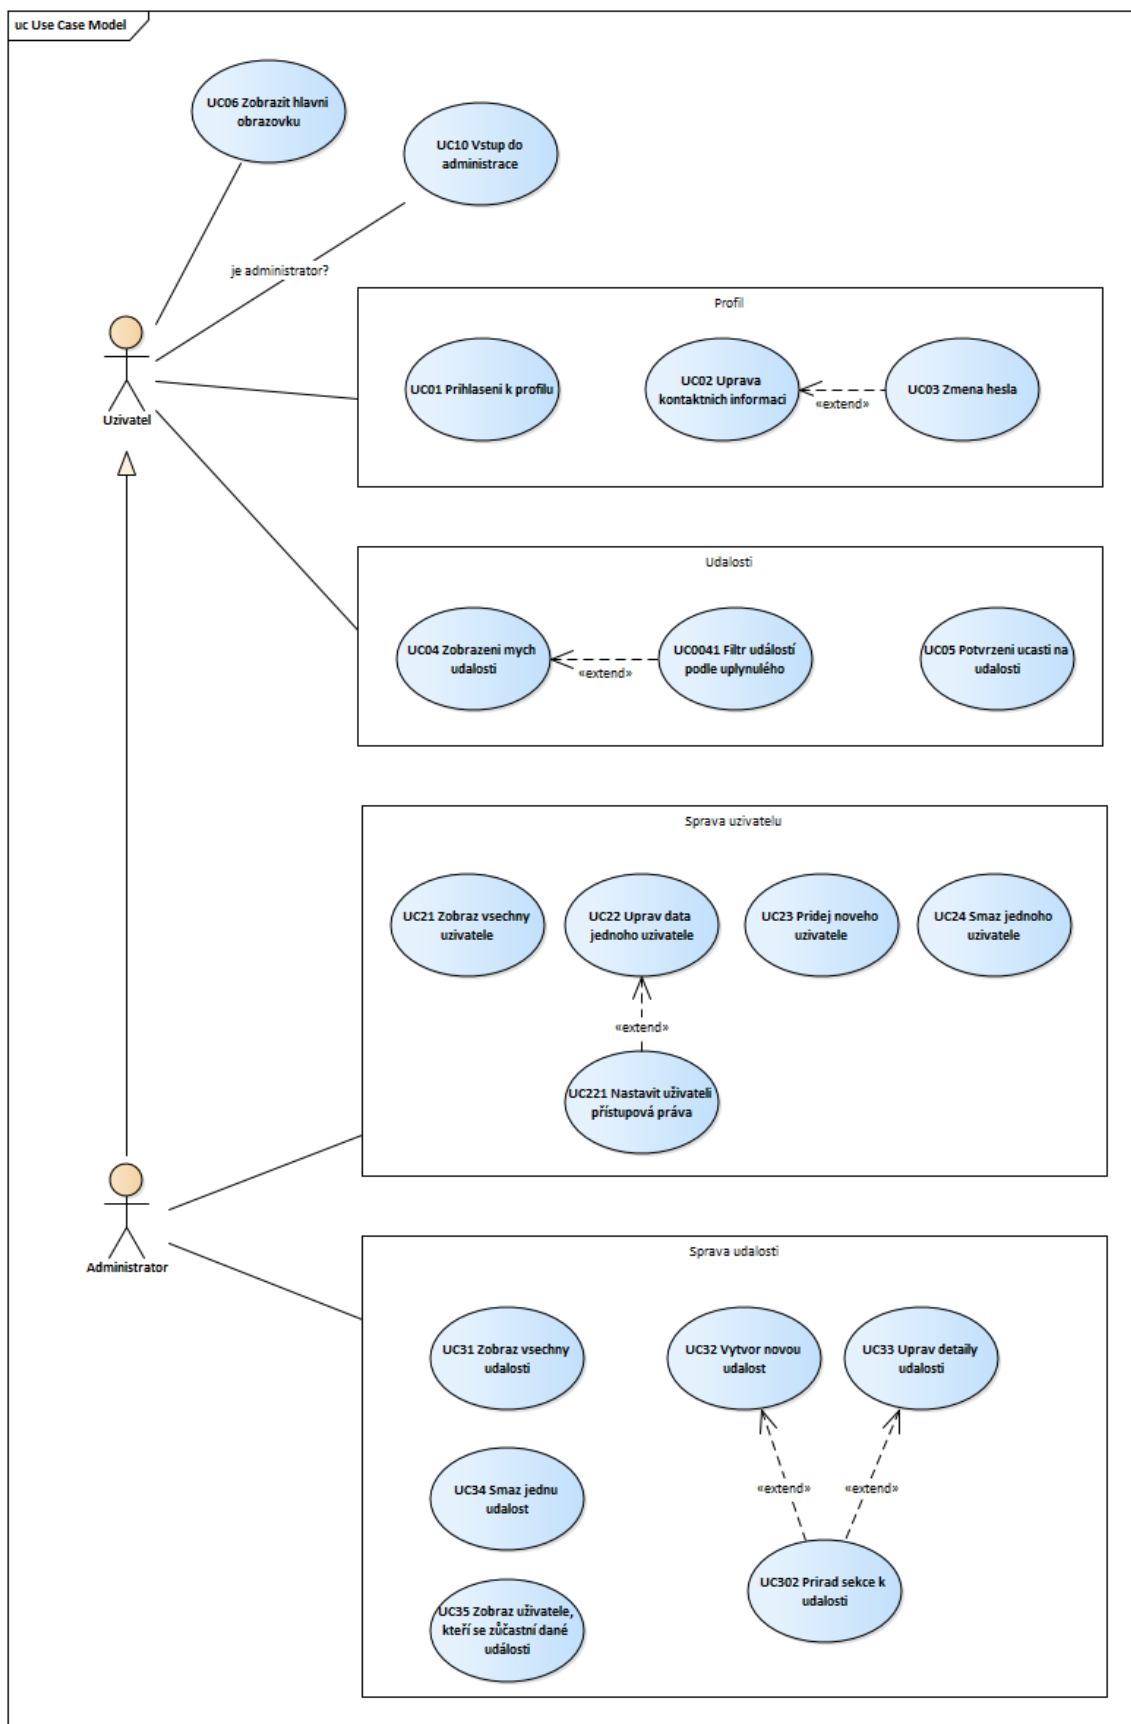 uc Use Case Model
UC06 Zobrazit hlavni
obrazovku
UC10 Vstup do
administrace
je administrator?
Profil
UC01 Prihlaseni k profilu
UC02 Uprava
kontaktnich informaci
«extend»
UC03 Zmena hesla
Uzivatel
Udalosti
UC04 Zobrazeni mych
udalosti
«extend»
UC0041 Filtr událostí
podle uplynulého
UC05 Potvrzeni ucasti na
udalosti
Sprava uzivatelu
UC21 Zobraz vsechny
uzivatele
UC22 Uprav data
jednoho uzivatele
UC23 Pridej noveho
uzivatele
UC24 Smaz jednoho
uzivatele
«extend»
UC221 Nastavit uživateli
přístupová práva
Administrator
Sprava udalosti
UC31 Zobraz vsechny
udalosti
UC32 Vytvor novou
udalost
UC33 Uprav detaily
udalosti
UC34 Smaz jednu
udalost
«extend»
«extend»
UC302 Prirad sekce k
udalosti
UC35 Zobraz uživatele,
kteří se zůčastní dané
události